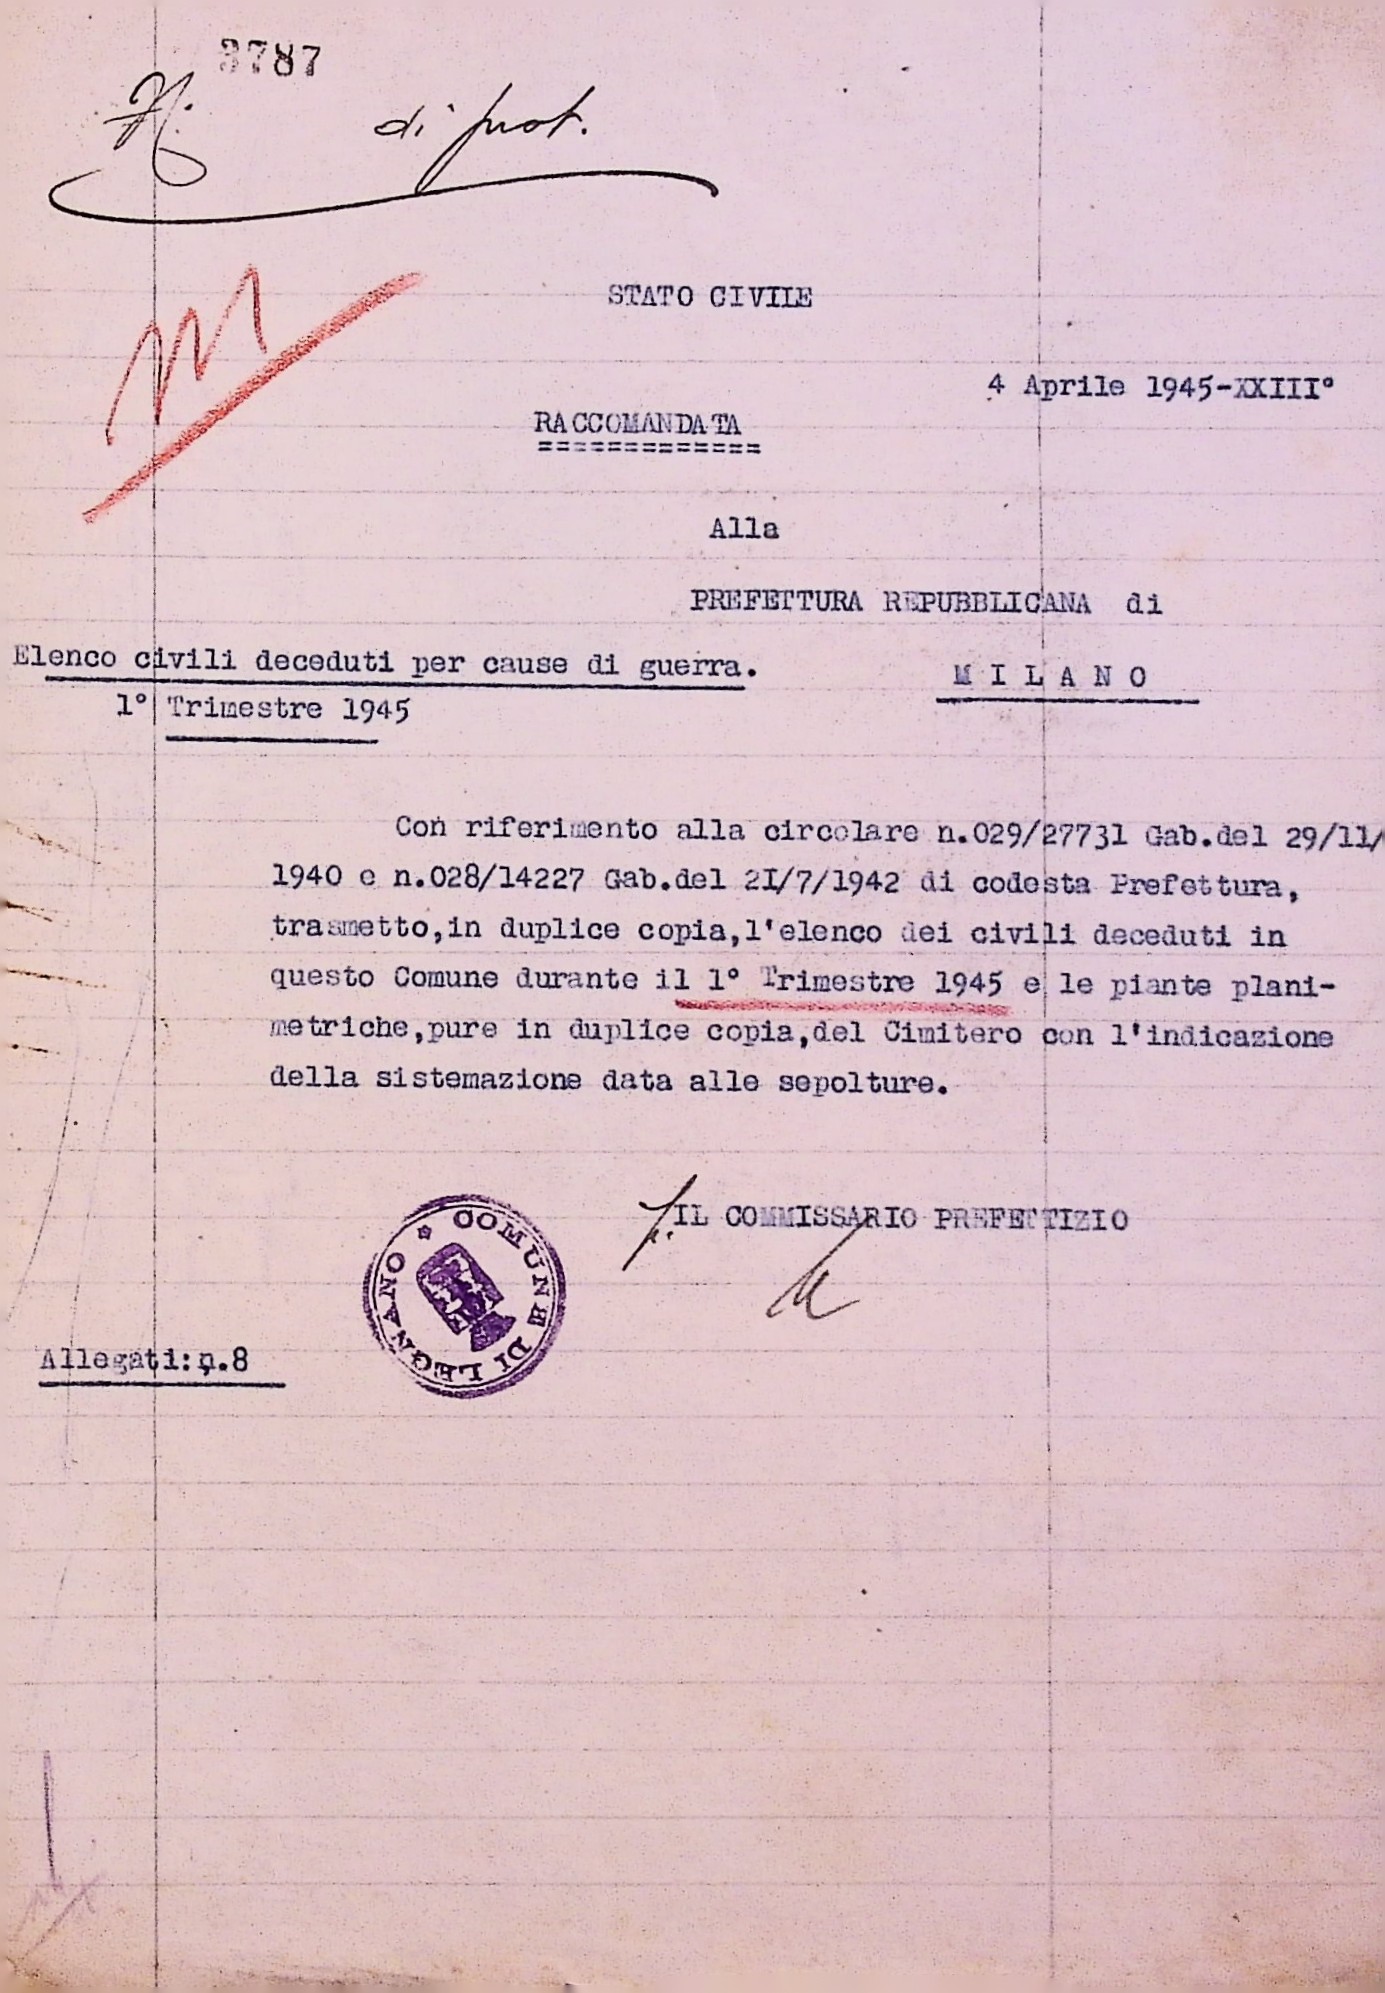 3787
N. di prot.
STATO CIVILE
4 Aprile 1945-XXIII°
RACCOMANDATA
=============
Alla
PREFETTURA REPUBBLICANA di
Elenco civili deceduti per cause di guerra.
M I L A N O
1° Trimestre 1945
Con riferimento alla circolare n.029/27731 Gab.del 29/11/
1940 e n.028/14227 Gab.del 2I/7/1942 di codesta Prefettura,
trasmetto,in duplice copia,l'elenco dei civili deceduti in
questo Comune durante il 1° Trimestre 1945 e le piante plani-
metriche,pure in duplice copia,del Cimitero con l'indicazione
della sistemazione data alle sepolture.
IL COMMISSARIO PREFETTIZIO
COMUNE DI LEGNANO
Allegati:n.8